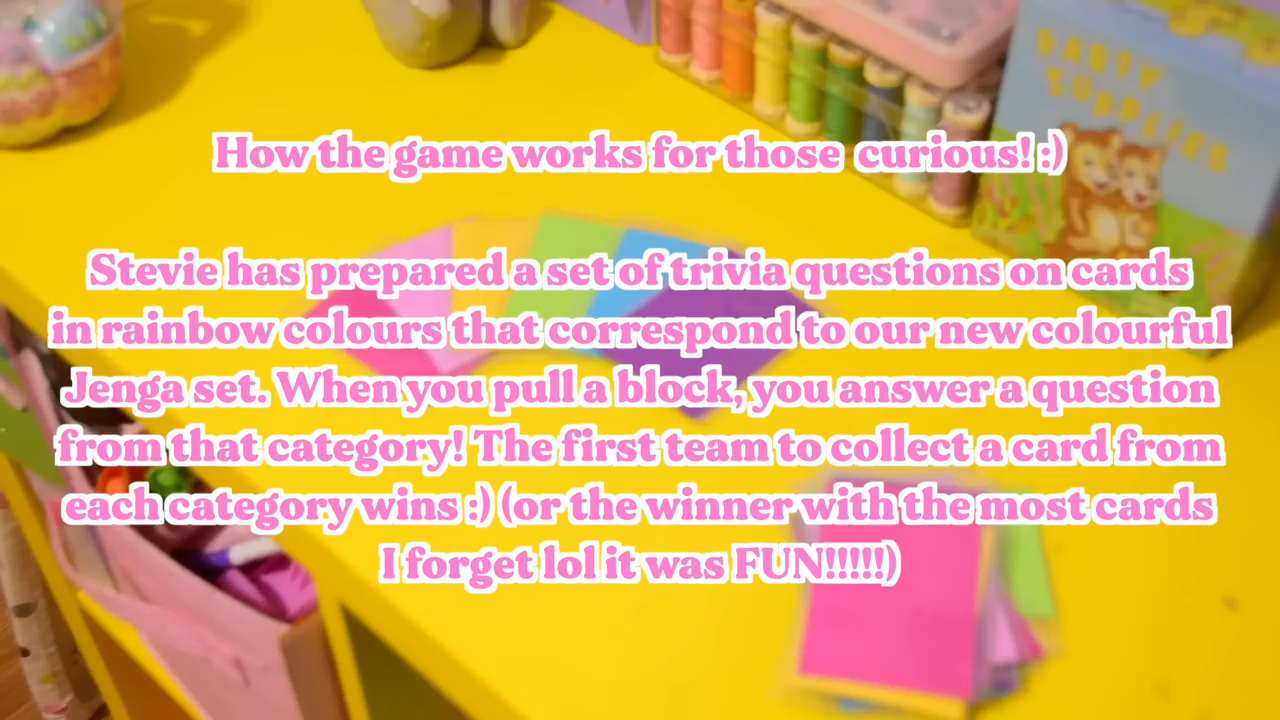 PARTY
SUPPLIES
How the game works for those curious! :)
Stevie has prepared a set of trivia questions on cards
in rainbow colours that correspond to our new colourful
Jenga set. When you pull a block, you answer a question
from that category! The first team to collect a card from
each category wins :) (or the winner with the most cards
I forget lol it was FUN!!!!!)